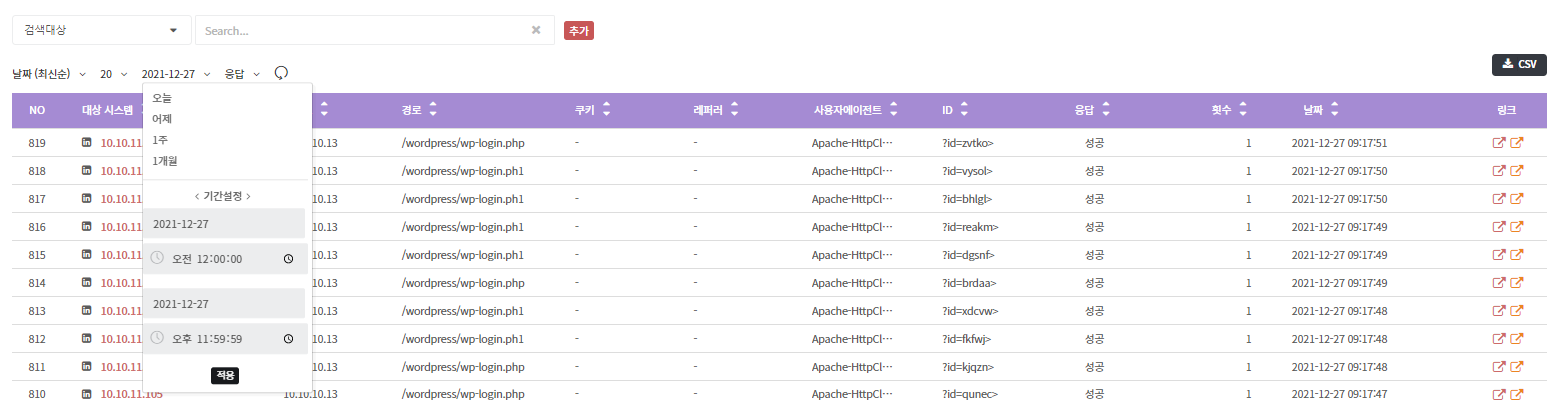 검색대상 Search... 추가
날짜 (최신순) 20 2021-12-27 응답
CSV
오늘
어제
1주
1개월
< 기간설정 >
2021-12-27
오전 12:00:00
2021-12-27
오후 11:59:59
적용
NO 대상 시스템 경로 쿠키 레퍼러 사용자에이전트 ID 응답 횟수 날짜 링크
819 10.10.11. 10.13 /wordpress/wp-login.php - - Apache-HttpCl··· ?id=zvtko> 성공 1 2021-12-27 09:17:51
818 10.10.11. 10.13 /wordpress/wp-login.ph1 - - Apache-HttpCl··· ?id=vysol> 성공 1 2021-12-27 09:17:50
817 10.10.11. 10.13 /wordpress/wp-login.ph1 - - Apache-HttpCl··· ?id=bhlgl> 성공 1 2021-12-27 09:17:50
816 10.10.11. 10.13 /wordpress/wp-login.ph1 - - Apache-HttpCl··· ?id=reakm> 성공 1 2021-12-27 09:17:49
815 10.10.11. 10.13 /wordpress/wp-login.ph1 - - Apache-HttpCl··· ?id=dgsnf> 성공 1 2021-12-27 09:17:49
814 10.10.11. 10.13 /wordpress/wp-login.php - - Apache-HttpCl··· ?id=brdaa> 성공 1 2021-12-27 09:17:49
813 10.10.11. 10.13 /wordpress/wp-login.ph1 - - Apache-HttpCl··· ?id=xdcvw> 성공 1 2021-12-27 09:17:48
812 10.10.11. 10.13 /wordpress/wp-login.ph1 - - Apache-HttpCl··· ?id=fkfwj> 성공 1 2021-12-27 09:17:48
811 10.10.11. 10.13 /wordpress/wp-login.php - - Apache-HttpCl··· ?id=kjqzn> 성공 1 2021-12-27 09:17:48
810 10.10.11.105 10.10.10.13 /wordpress/wp-login.php - - Apache-HttpCl··· ?id=qunec> 성공 1 2021-12-27 09:17:47